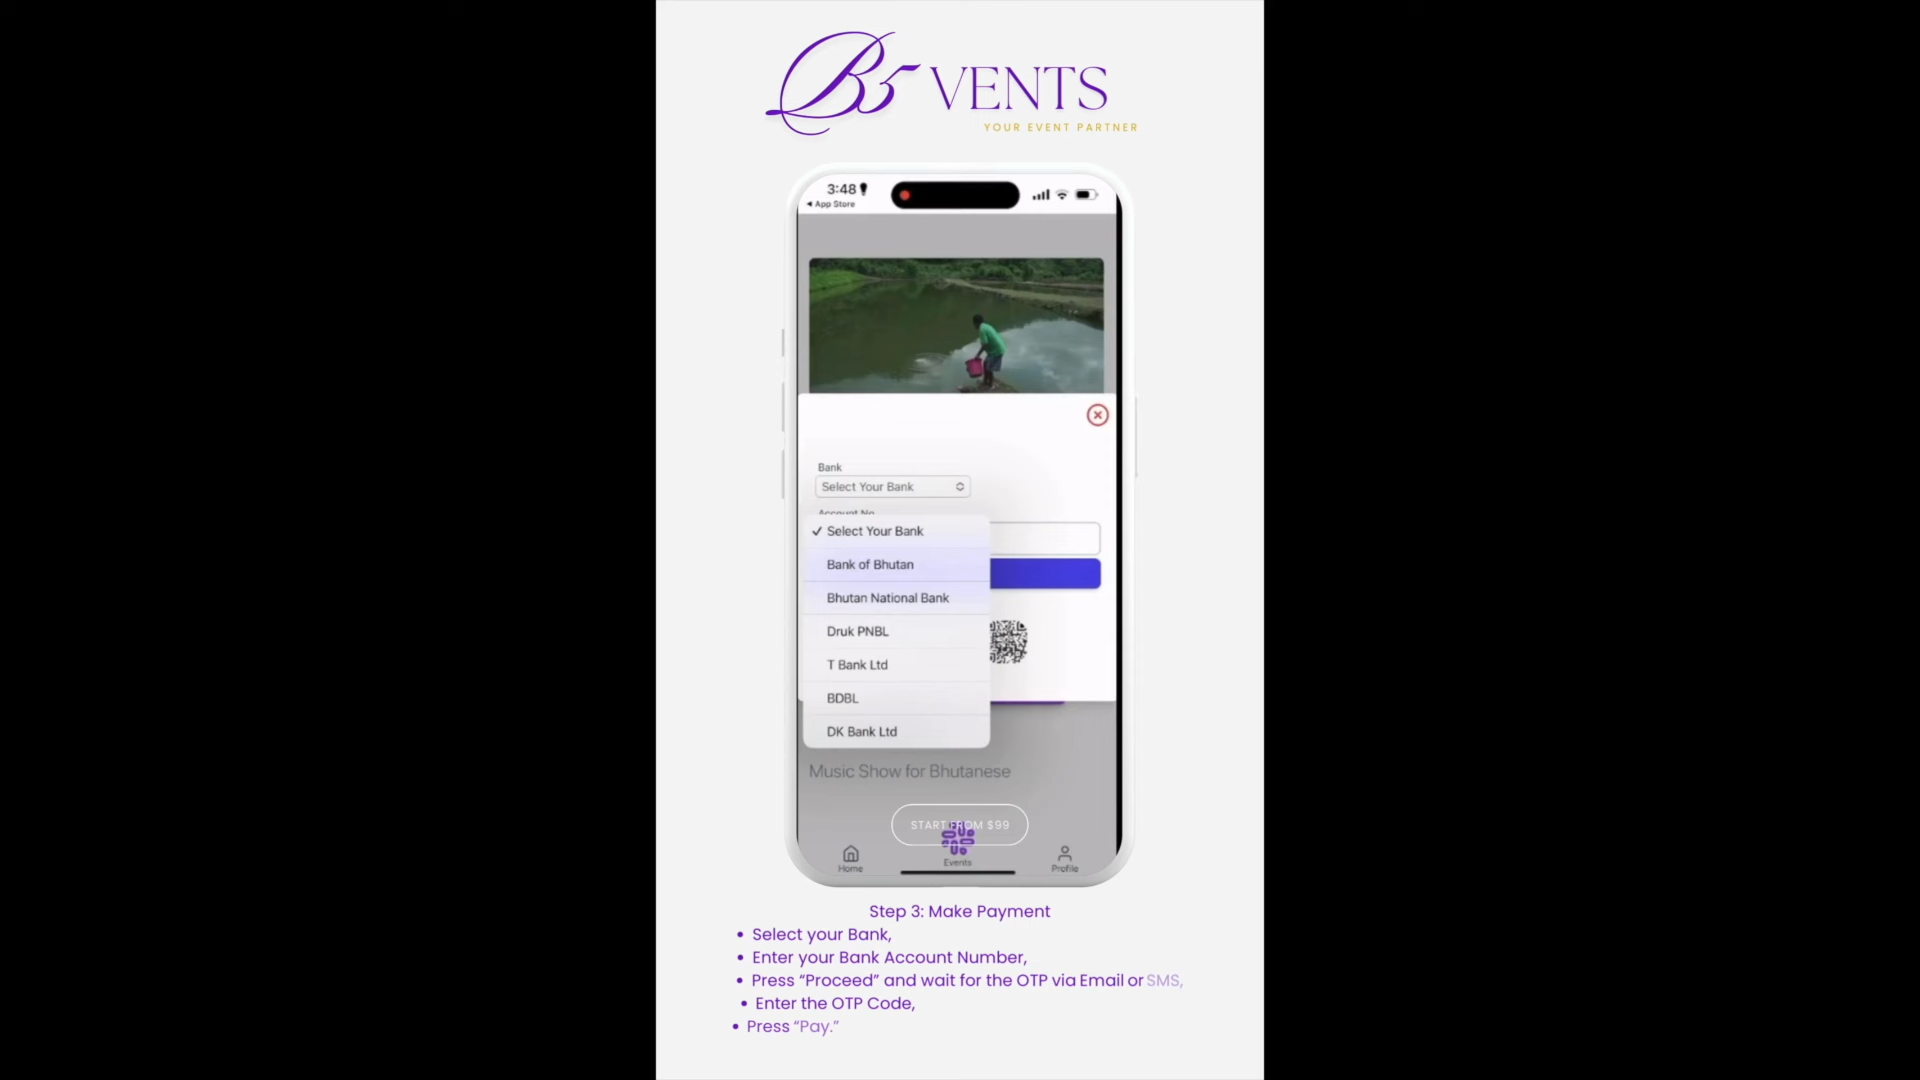 B5 VENTS
YOUR EVENT PARTNER
3:48
◂ App Store
Bank
Select Your Bank
Account No
✓ Select Your Bank
Bank of Bhutan
Bhutan National Bank
Druk PNBL
T Bank Ltd
BDBL
DK Bank Ltd
Music Show for Bhutanese
START FROM $99
Home
Events
Profile
Step 3: Make Payment
• Select your Bank,
• Enter your Bank Account Number,
• Press “Proceed” and wait for the OTP via Email or SMS,
• Enter the OTP Code,
• Press “Pay.”